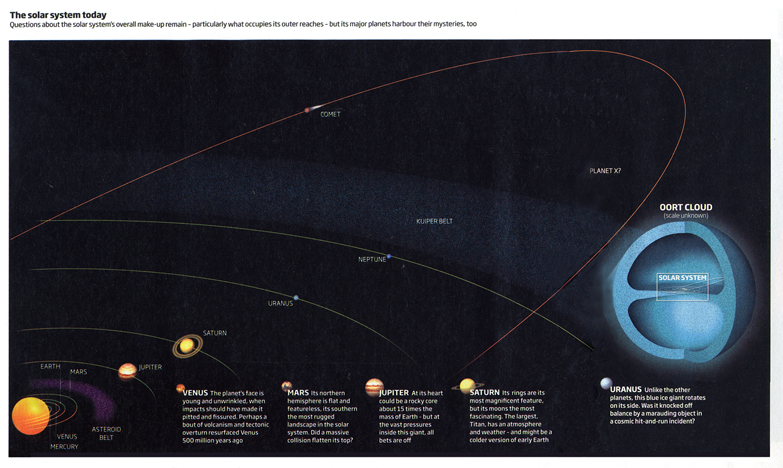 The solar system today
Questions about the solar system's overall make-up remain – particularly what occupies its outer reaches – but its major planets harbour their mysteries, too
COMET
PLANET X?
OORT CLOUD
(scale unknown)
KUIPER BELT
NEPTUNE
SOLAR SYSTEM
URANUS
SATURN
EARTH
MARS
JUPITER
VENUS
MERCURY
ASTEROID
BELT
VENUS The planet's face is
young and unwrinkled, when
impacts should have made it
pitted and fissured. Perhaps a
bout of volcanism and tectonic
overturn resurfaced Venus
500 million years ago
MARS Its northern
hemisphere is flat and
featureless, its southern
the most rugged
landscape in the solar
system. Did a massive
collision flatten its top?
JUPITER At its heart
could be a rocky core
about 15 times the
mass of Earth – but at
the vast pressures
inside this giant, all
bets are off
SATURN Its rings are its
most magnificent feature,
but its moons the most
fascinating. The largest,
Titan, has an atmosphere
and weather – and might be a
colder version of early Earth
URANUS Unlike the other
planets, this blue ice giant rotates
on its side. Was it knocked off
balance by a marauding object in
a cosmic hit-and-run incident?